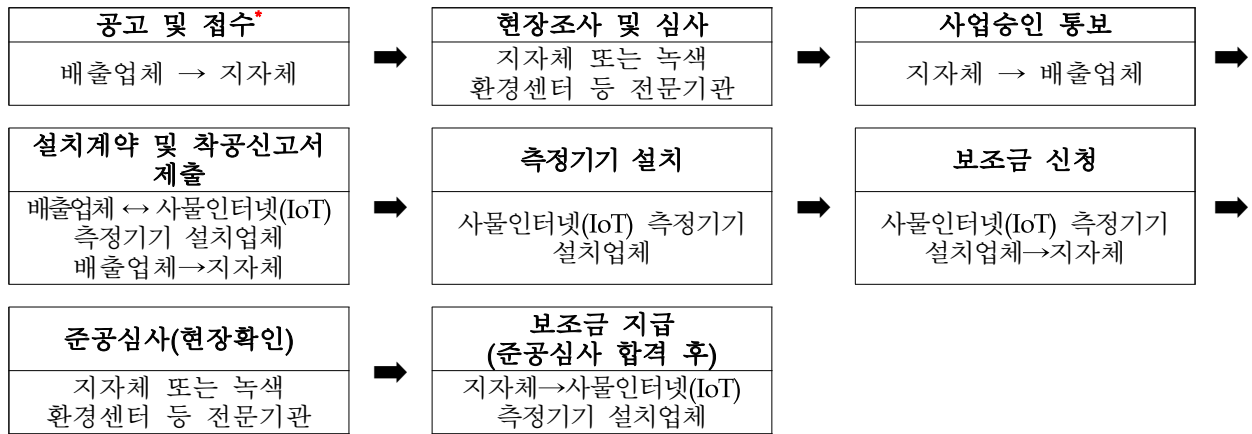 공고 및 접수*
배출업체 → 지자체
➡
현장조사 및 심사
지자체 또는 녹색
환경센터 등 전문기관
➡
사업승인 통보
지자체 → 배출업체
➡
설치계약 및 착공신고서
제출
배출업체 ↔ 사물인터넷(IoT)
측정기기 설치업체
배출업체→지자체
➡
측정기기 설치
사물인터넷(IoT) 측정기기
설치업체
➡
보조금 신청
사물인터넷(IoT) 측정기기
설치업체→지자체
➡
준공심사(현장확인)
지자체 또는 녹색
환경센터 등 전문기관
➡
보조금 지급
(준공심사 합격 후)
지자체→사물인터넷(IoT)
측정기기 설치업체